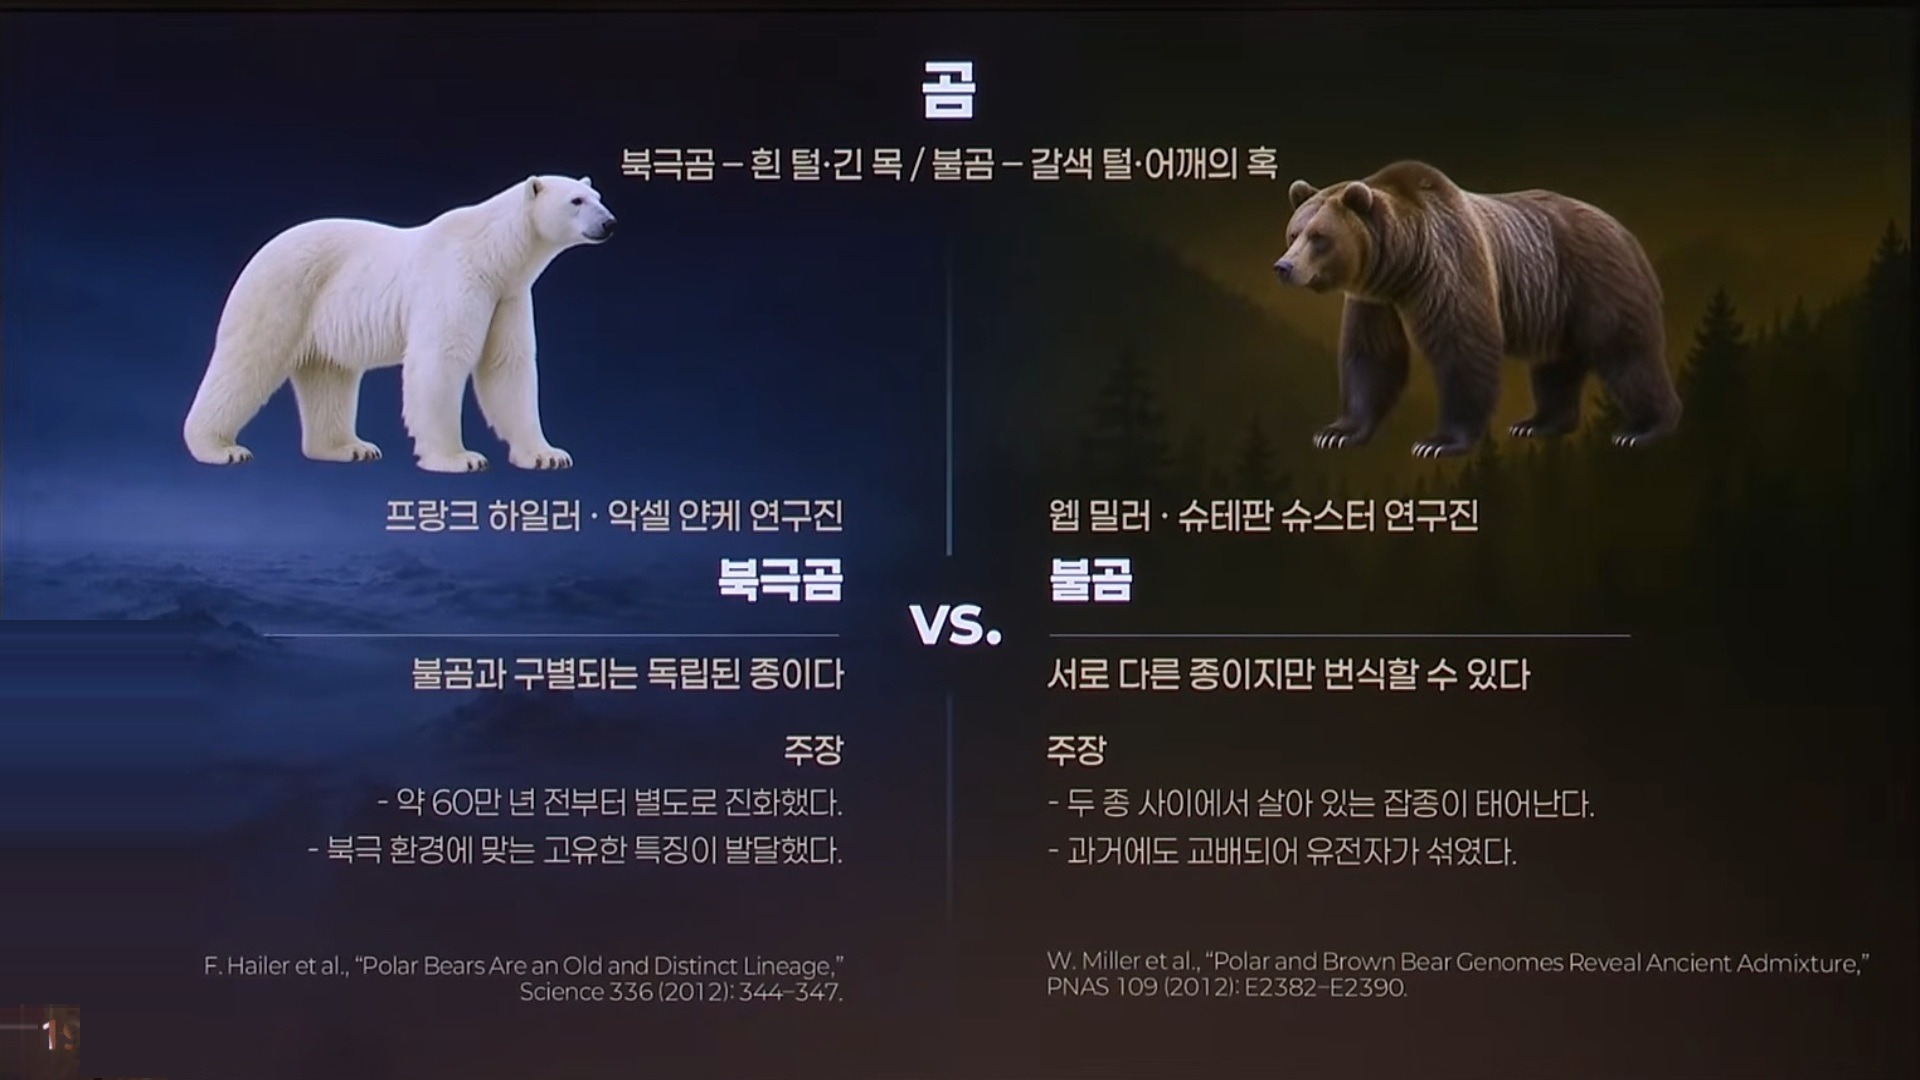 곰
북극곰 – 흰 털·긴 목 / 불곰 – 갈색 털·어깨의 혹
프랑크 하일러 · 악셀 얀케 연구진
북극곰
불곰과 구별되는 독립된 종이다
주장
- 약 60만 년 전부터 별도로 진화했다.
- 북극 환경에 맞는 고유한 특징이 발달했다.
F. Hailer et al., “Polar Bears Are an Old and Distinct Lineage,”
Science 336 (2012): 344–347.
vs.
웹 밀러 · 슈테판 슈스터 연구진
불곰
서로 다른 종이지만 번식할 수 있다
주장
- 두 종 사이에서 살아 있는 잡종이 태어난다.
- 과거에도 교배되어 유전자가 섞였다.
W. Miller et al., “Polar and Brown Bear Genomes Reveal Ancient Admixture,”
PNAS 109 (2012): E2382–E2390.
19